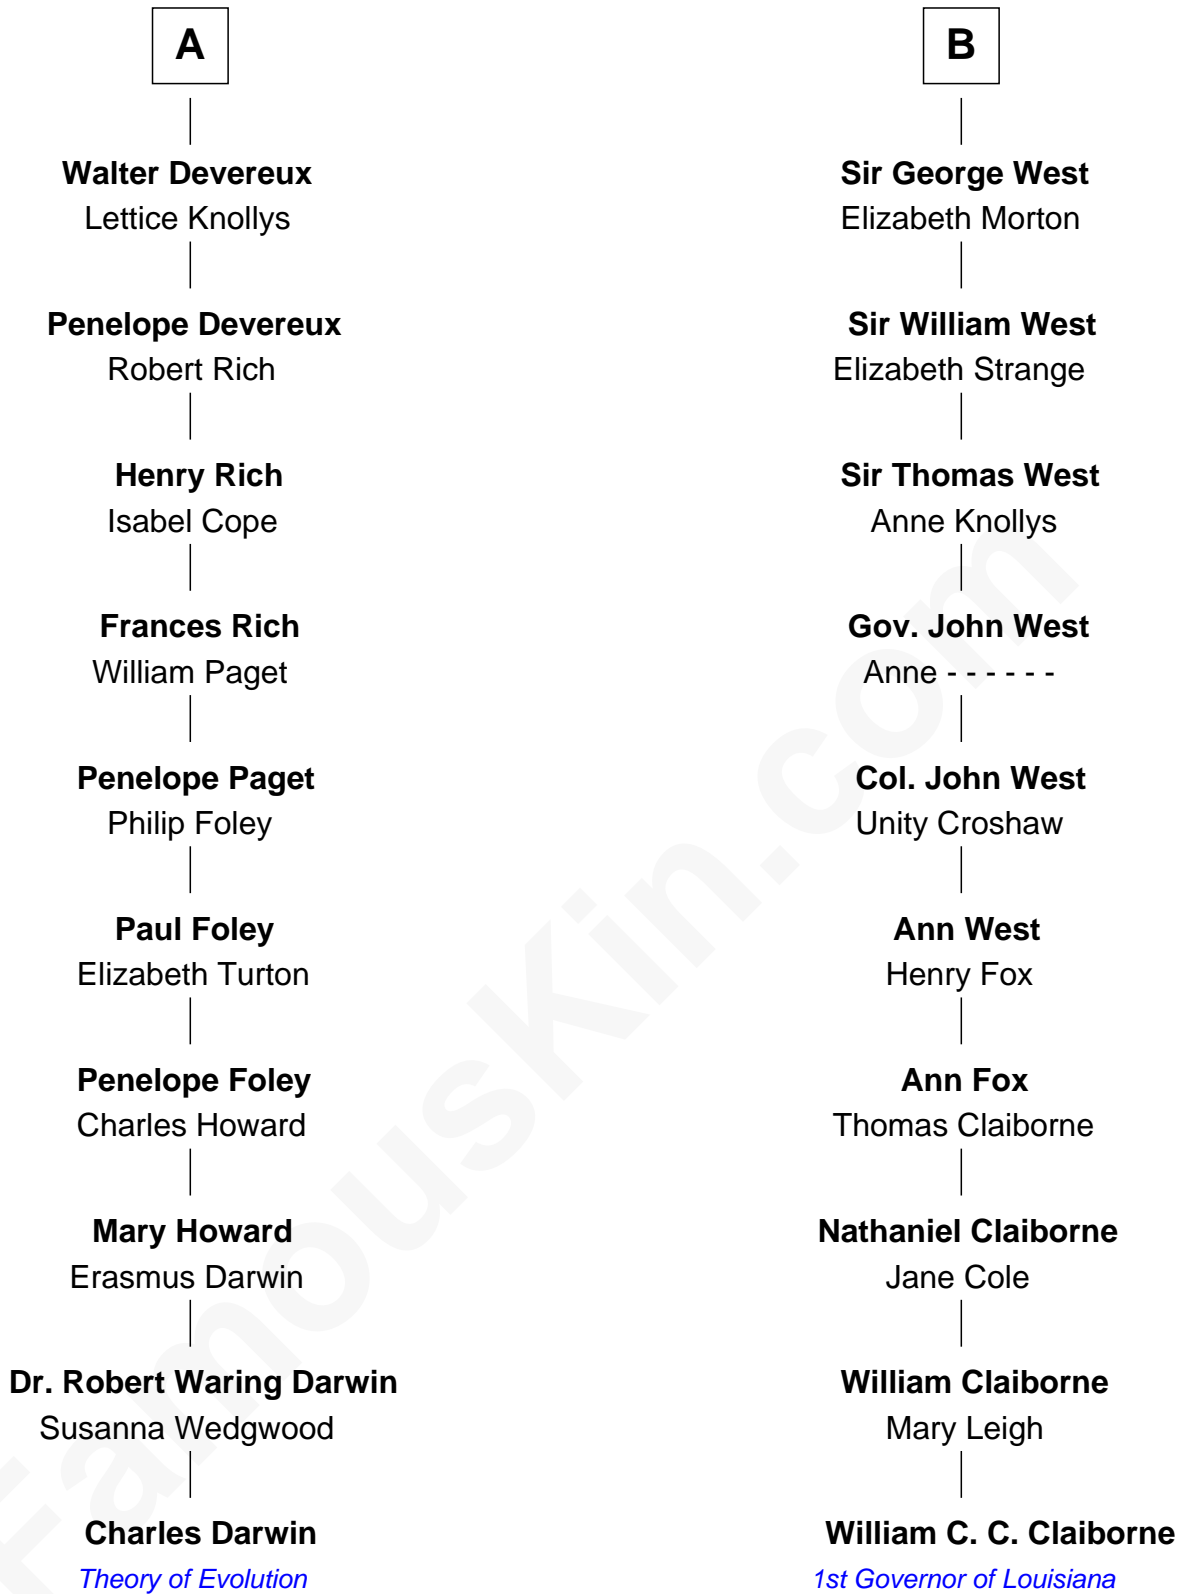 A
Walter Devereux
Lettice Knollys
Penelope Devereux
Robert Rich
Henry Rich
Isabel Cope
Frances Rich
William Paget
Penelope Paget
Philip Foley
Paul Foley
Elizabeth Turton
Penelope Foley
Charles Howard
Mary Howard
Erasmus Darwin
Dr. Robert Waring Darwin
Susanna Wedgwood
Charles Darwin
Theory of Evolution
B
Sir George West
Elizabeth Morton
Sir William West
Elizabeth Strange
Sir Thomas West
Anne Knollys
Gov. John West
Anne - - - - - -
Col. John West
Unity Croshaw
Ann West
Henry Fox
Ann Fox
Thomas Claiborne
Nathaniel Claiborne
Jane Cole
William Claiborne
Mary Leigh
William C. C. Claiborne
1st Governor of Louisiana
FamousKin.com